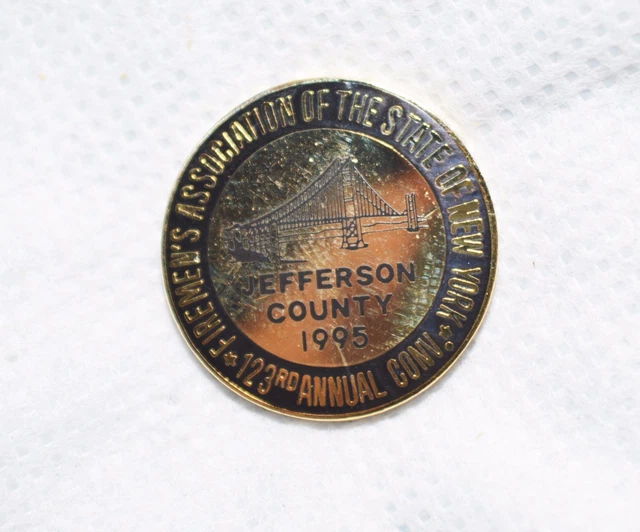 FIREMEN'S ASSOCIATION OF THE STATE OF NEW YORK
123RD ANNUAL CONV.
JEFFERSON
COUNTY
1995